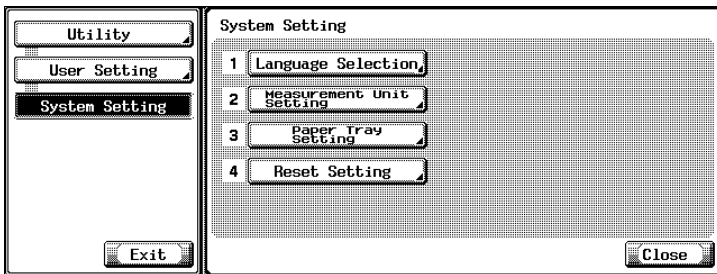 Utility
User Setting
System Setting
Exit
System Setting
1 Language Selection
2 Measurement Unit
Setting
3 Paper Tray
Setting
4 Reset Setting
Close